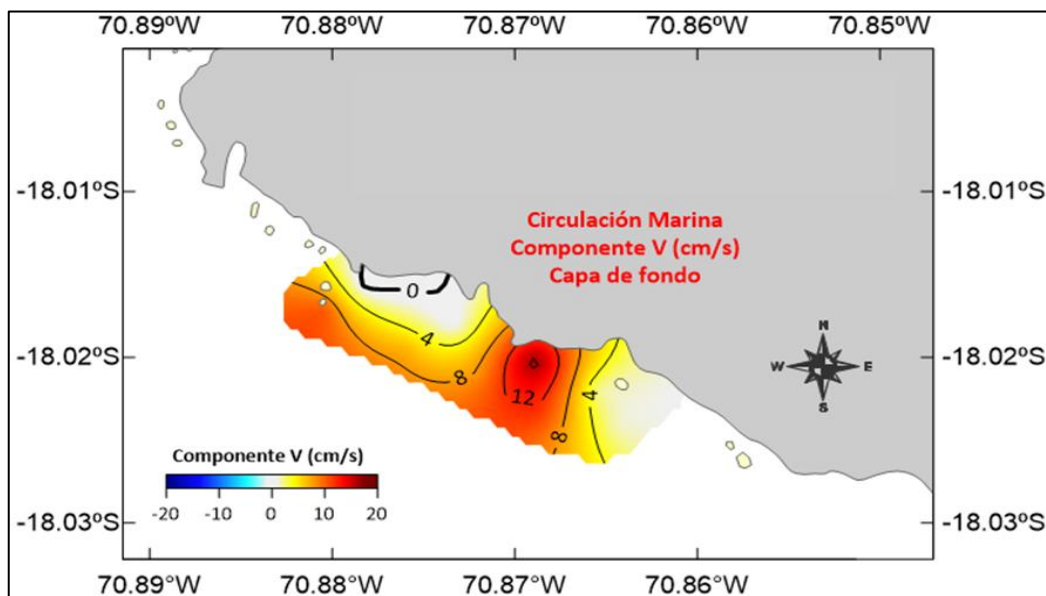 70.89ºW 70.88ºW 70.87ºW 70.86ºW 70.85ºW
-18.01ºS -18.01ºS
Circulación Marina
Componente V (cm/s)
Capa de fondo
0
4
-18.02ºS -18.02ºS
8
12
4
8
N
W E
S
Componente V (cm/s)
-20 -10 0 10 20
-18.03ºS -18.03ºS
70.89°W 70.88°W 70.87°W 70.86°W 70.85°W